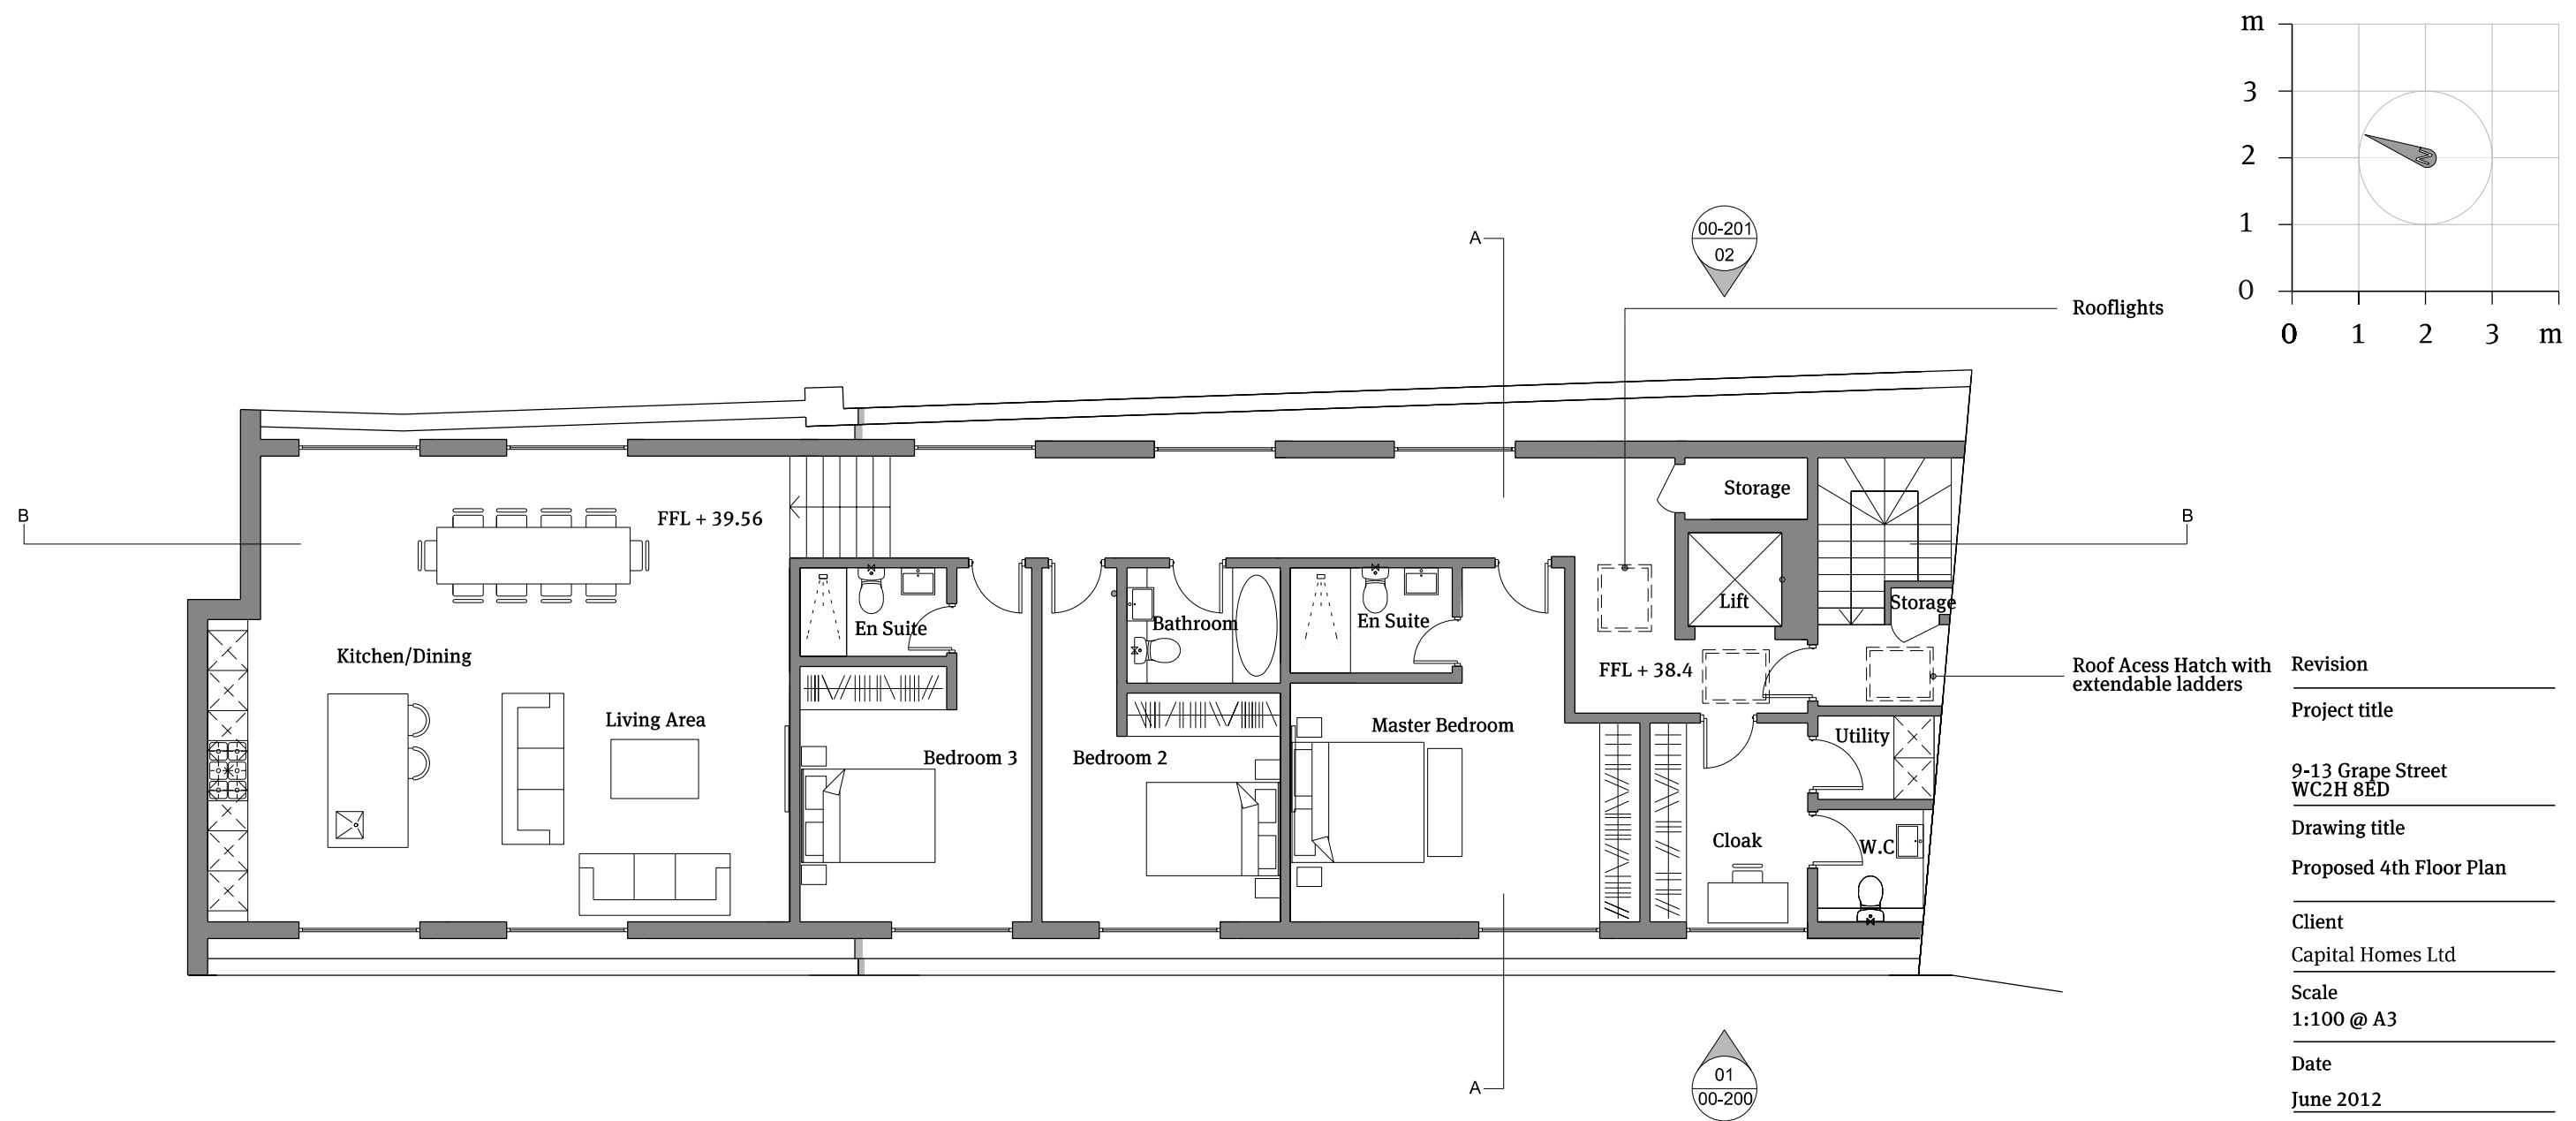 m
3
2
1
0
0 1 2 3 m
N
A
00-201
02
Rooflights
B
FFL + 39.56
Storage
B
Lift
Storage
En Suite
Bathroom
En Suite
Kitchen/Dining
FFL + 38.4
Roof Acess Hatch with
extendable ladders
Living Area
Master Bedroom
Utility
Bedroom 3
Bedroom 2
Cloak
W.C
A
01
00-200
Revision
Project title
9-13 Grape Street
WC2H 8ED
Drawing title
Proposed 4th Floor Plan
Client
Capital Homes Ltd
Scale
1:100 @ A3
Date
June 2012